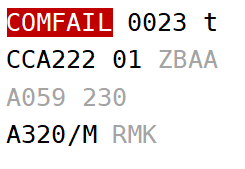 COMFAIL 0023 t
CCA222 01 ZBAA
A059 230
A320/M RMK